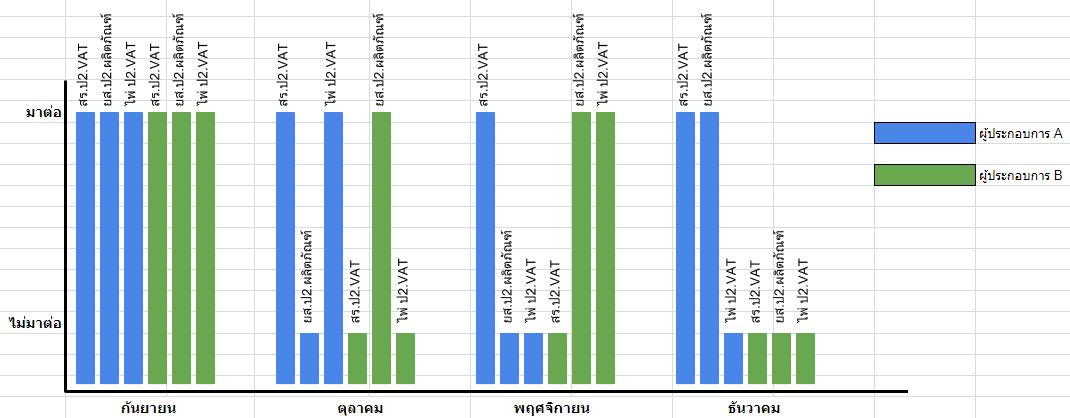 สร.ป2.VAT
ยส.ป2.ผลิตภัณฑ์
ไพ่ ป2.VAT
สร.ป2.VAT
ยส.ป2.ผลิตภัณฑ์
ไพ่ ป2.VAT
สร.ป2.VAT
ยส.ป2.ผลิตภัณฑ์
ไพ่ ป2.VAT
สร.ป2.VAT
ยส.ป2.ผลิตภัณฑ์
ไพ่ ป2.VAT
สร.ป2.VAT
ยส.ป2.ผลิตภัณฑ์
ไพ่ ป2.VAT
สร.ป2.VAT
ยส.ป2.ผลิตภัณฑ์
ไพ่ ป2.VAT
สร.ป2.VAT
ยส.ป2.ผลิตภัณฑ์
ไพ่ ป2.VAT
สร.ป2.VAT
ยส.ป2.ผลิตภัณฑ์
ไพ่ ป2.VAT
มาต่อ
ไม่มาต่อ
ผู้ประกอบการ A
ผู้ประกอบการ B
กันยายน
ตุลาคม
พฤศจิกายน
ธันวาคม